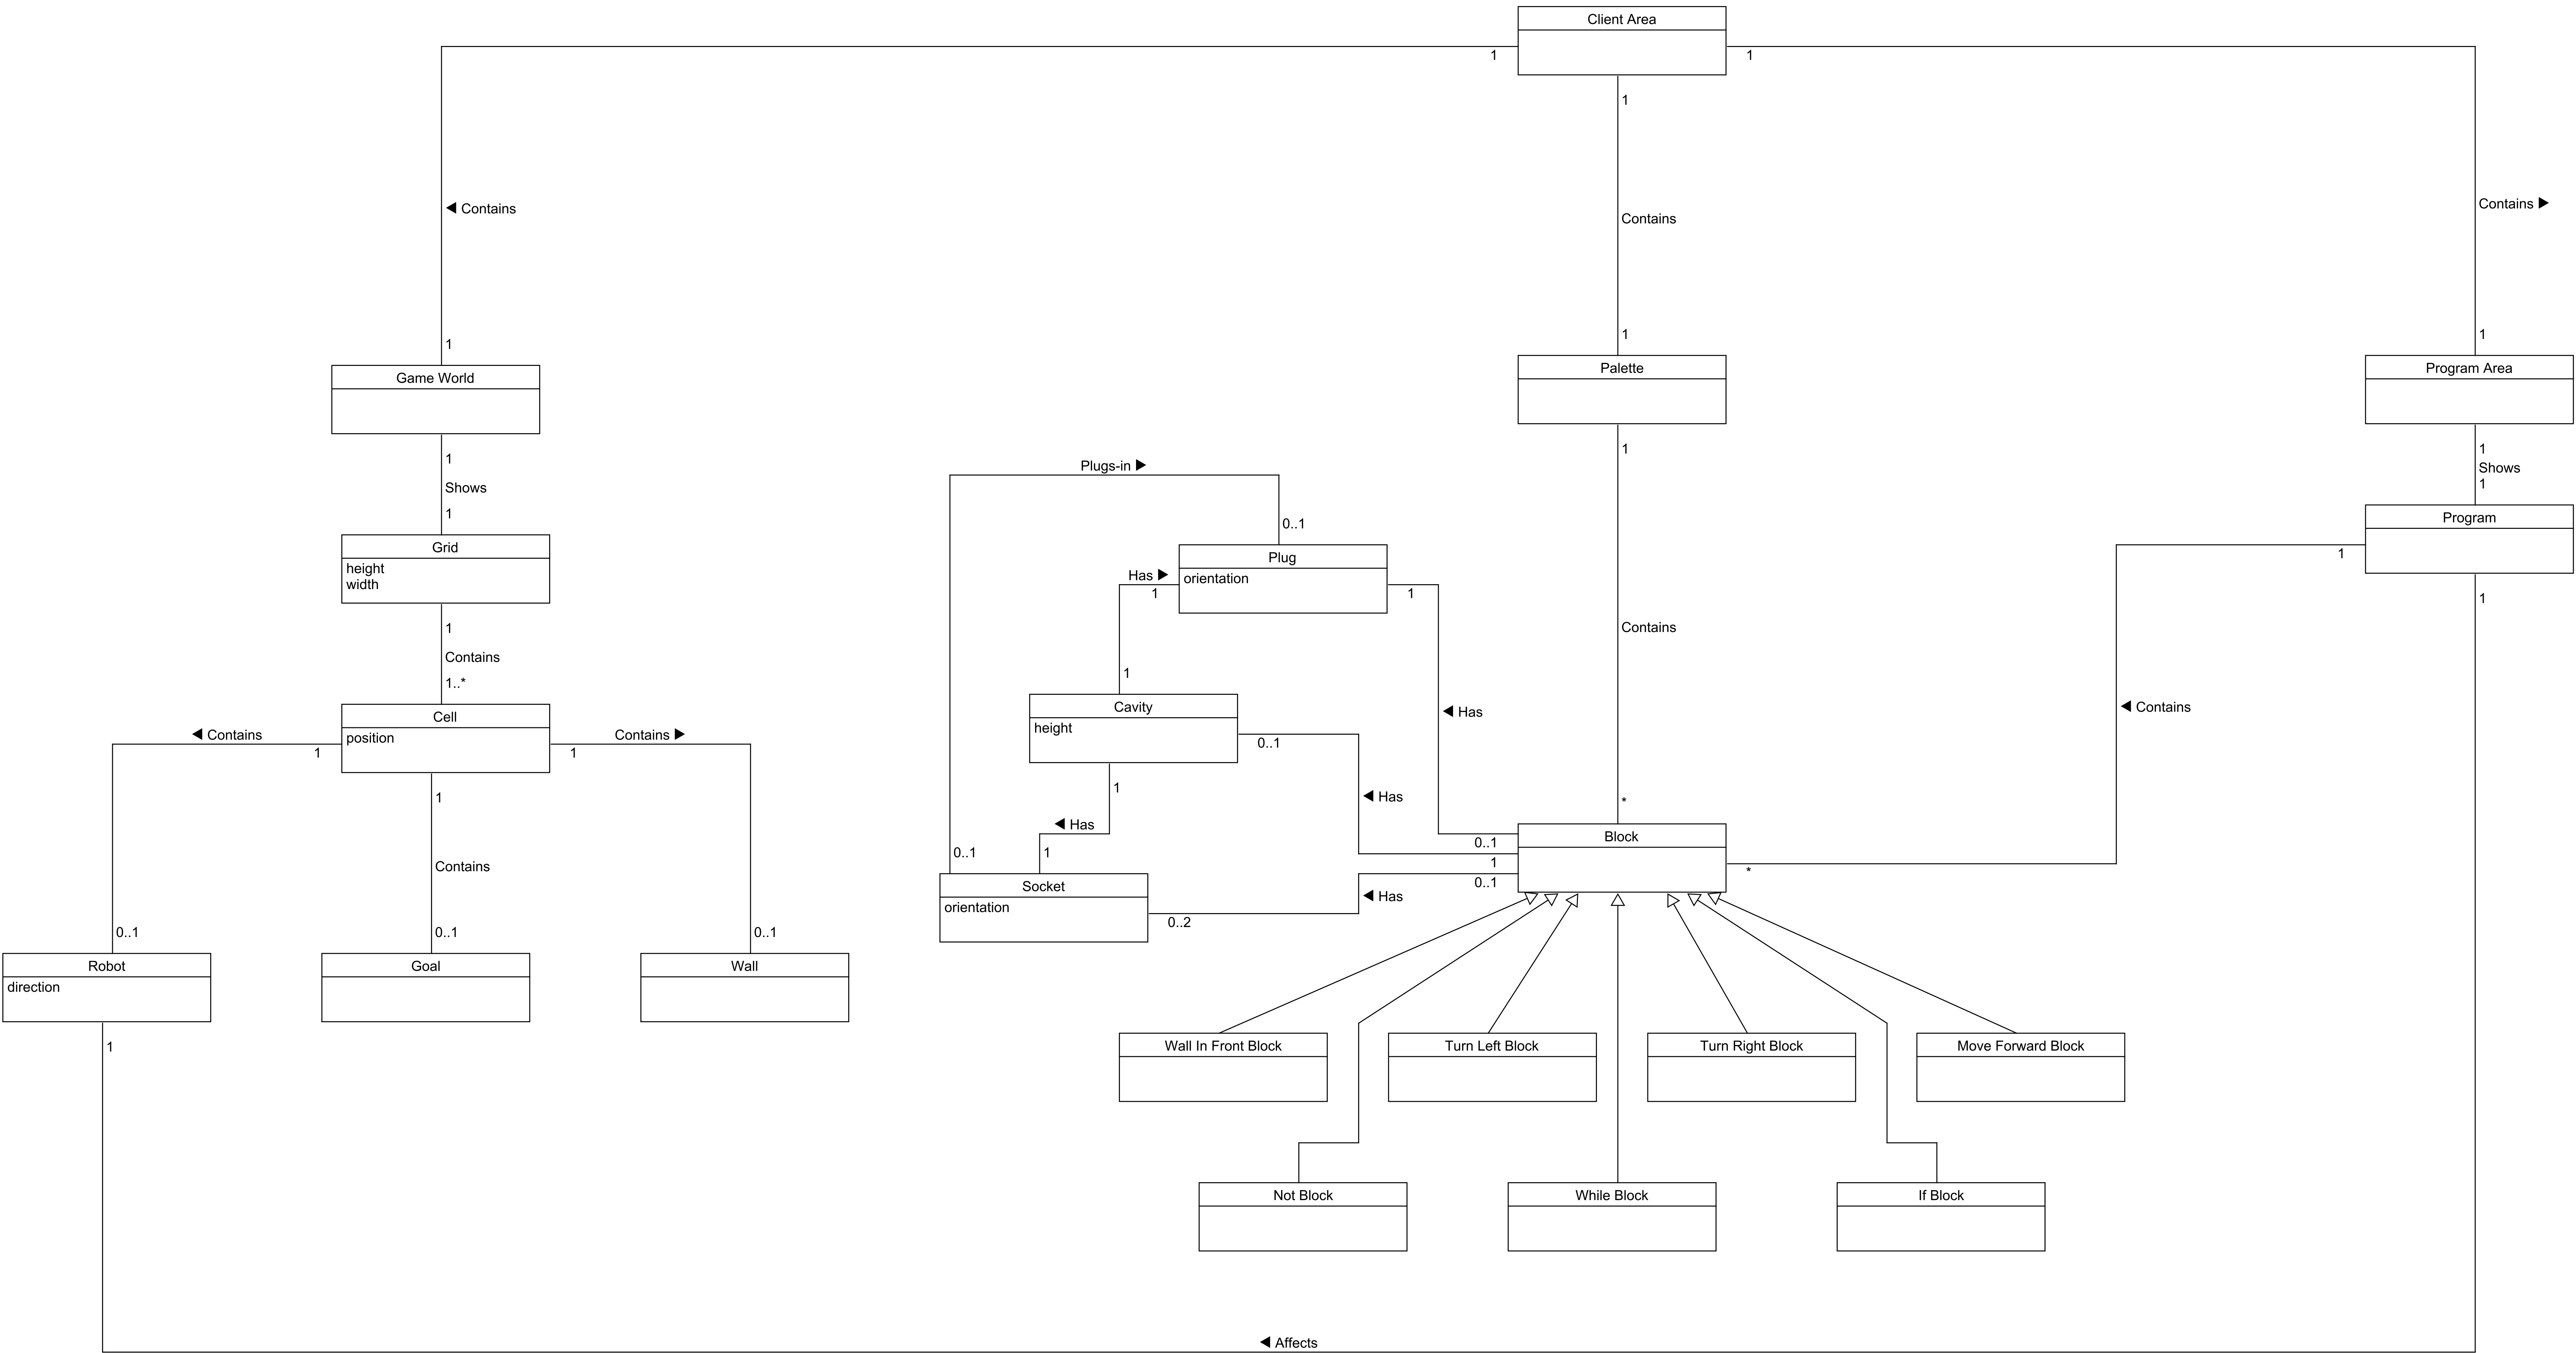 Client Area
1
1
1
◀ Contains
Contains
Contains ▶
1
1
1
Game World
Palette
Program Area
1
Shows
1
1
1
Shows
1
Plugs-in ▶
Grid
height
width
0..1
Program
1
Plug
orientation
Has ▶
1
1
1
1
Contains
1..*
Contains
1
Cell
position
Cavity
height
◀ Has
◀ Contains
◀ Contains
1
Contains ▶
1
0..1
1
1
◀ Has
◀ Has
*
Contains
0..1
1
Block
0..1
1
0..1
*
Socket
orientation
◀ Has
0..2
0..1
0..1
0..1
Robot
direction
Goal
Wall
1
Wall In Front Block
Turn Left Block
Turn Right Block
Move Forward Block
Not Block
While Block
If Block
◀ Affects